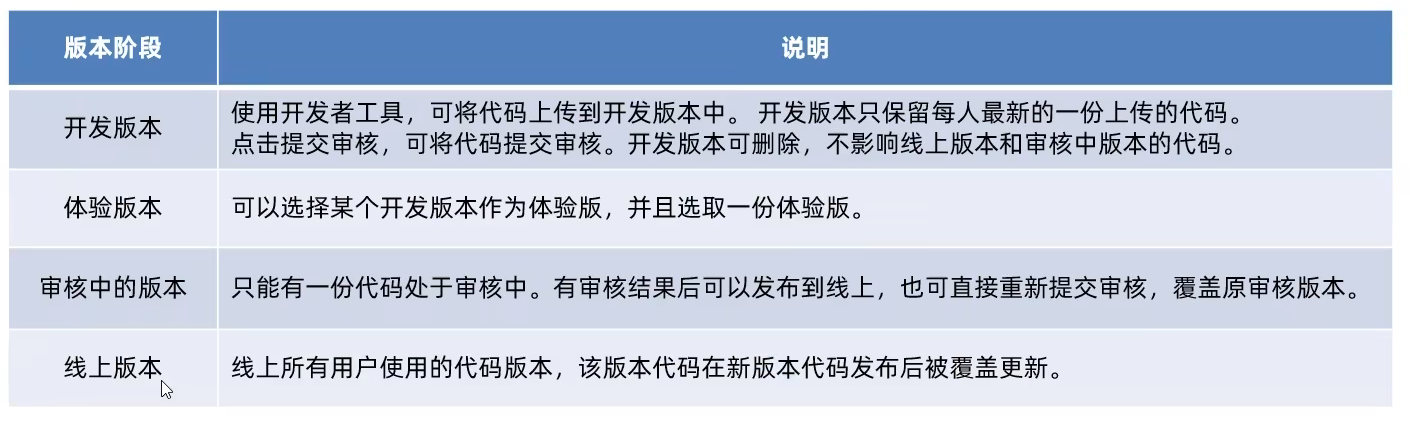 版本阶段
说明
开发版本
使用开发者工具，可将代码上传到开发版本中。 开发版本只保留每人最新的一份上传的代码。
点击提交审核，可将代码提交审核。开发版本可删除，不影响线上版本和审核中版本的代码。
体验版本
可以选择某个开发版本作为体验版，并且选取一份体验版。
审核中的版本
只能有一份代码处于审核中。有审核结果后可以发布到线上，也可直接重新提交审核，覆盖原审核版本。
线上版本
线上所有用户使用的代码版本，该版本代码在新版本代码发布后被覆盖更新。